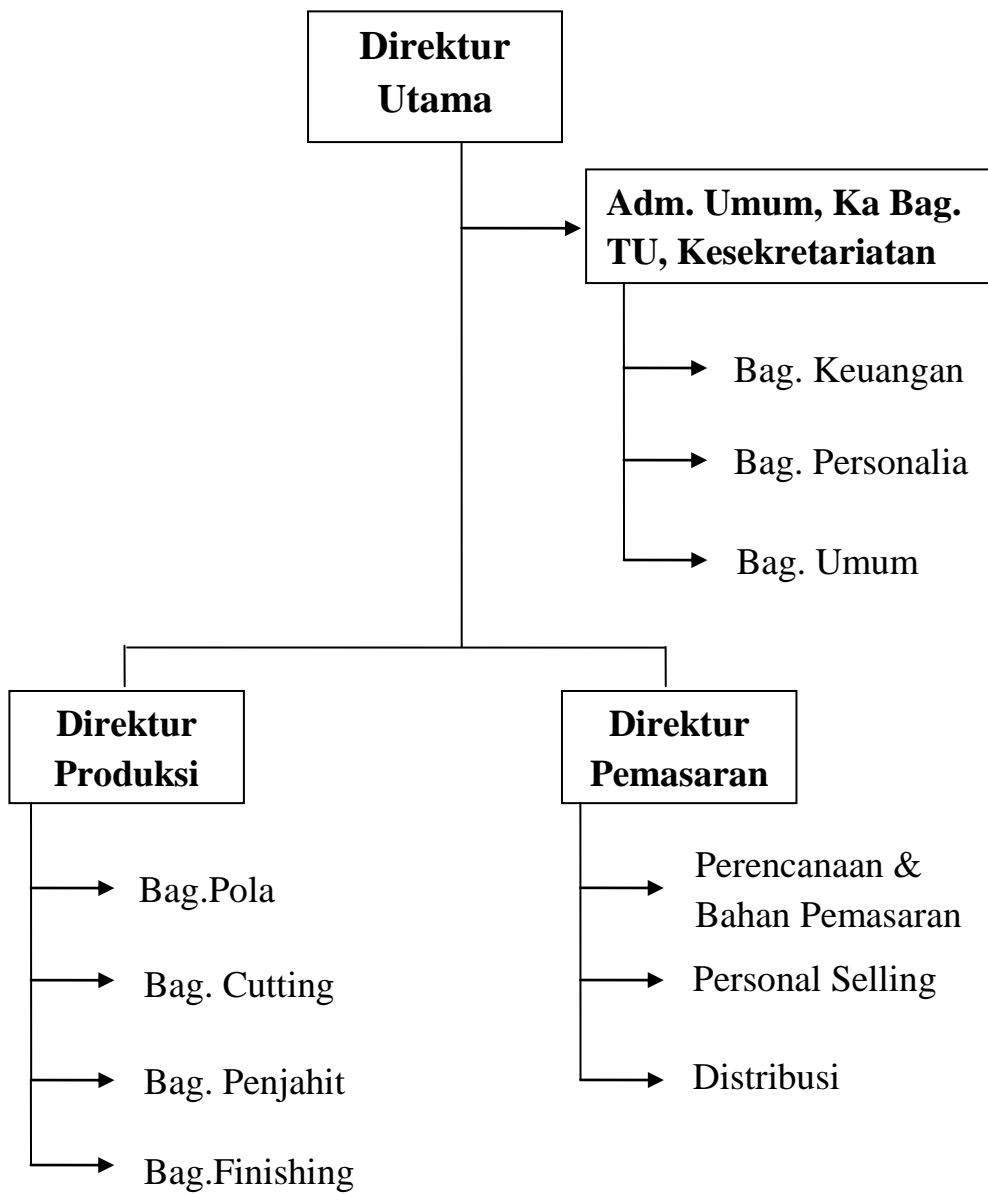 Direktur
Utama
Adm. Umum, Ka Bag.
TU, Kesekretariatan
Bag. Keuangan
Bag. Personalia
Bag. Umum
Direktur
Produksi
Bag.Pola
Bag. Cutting
Bag. Penjahit
Bag.Finishing
Direktur
Pemasaran
Perencanaan &
Bahan Pemasaran
Personal Selling
Distribusi